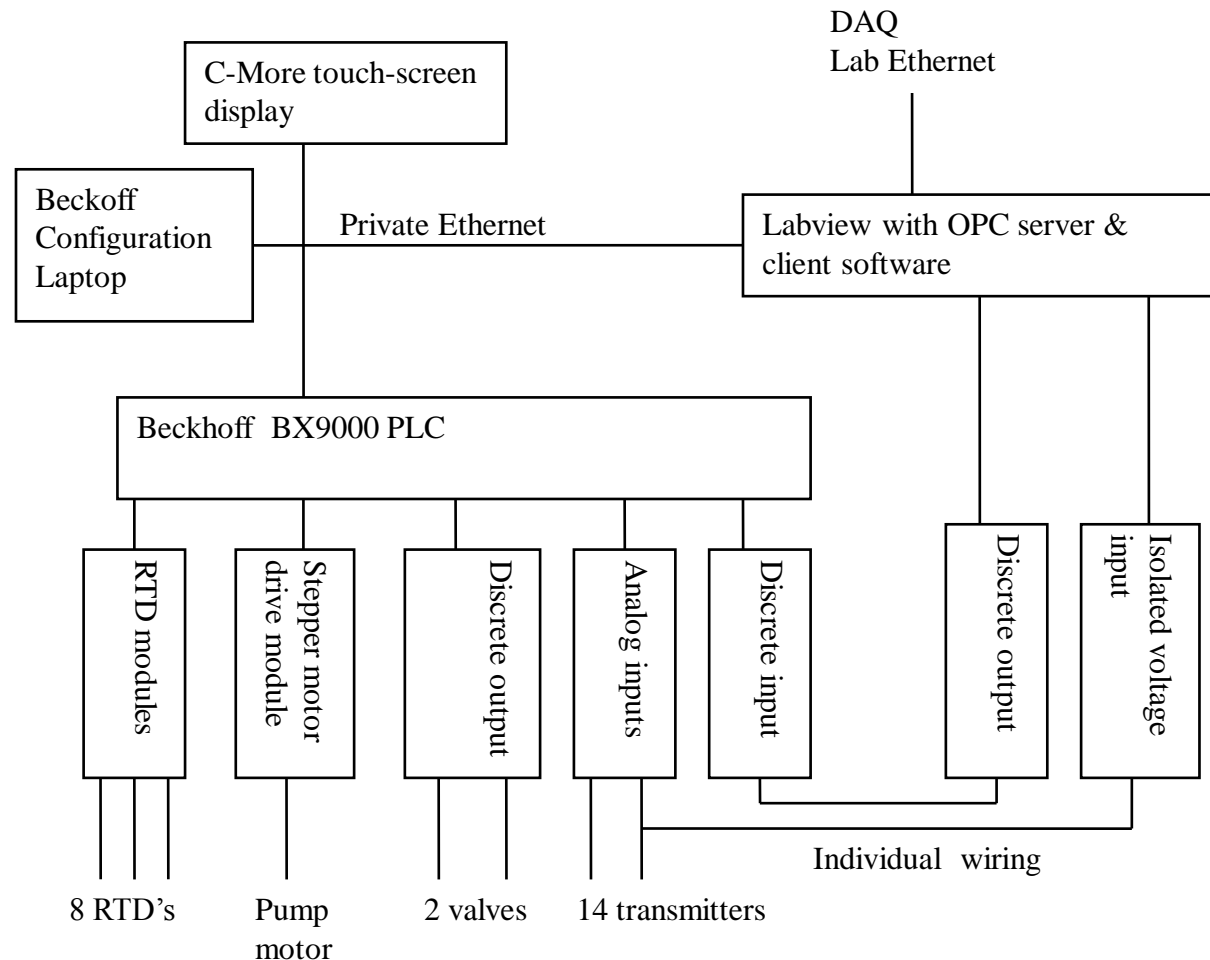 DAQ
Lab Ethernet
C-More touch-screen
display
Beckoff
Configuration
Laptop
Private Ethernet
Labview with OPC server &
client software
Beckhoff BX9000 PLC
RTD modules
Stepper motor
drive module
Discrete output
Analog inputs
Discrete input
Discrete output
Isolated voltage
input
Individual wiring
8 RTD's
Pump
motor
2 valves
14 transmitters